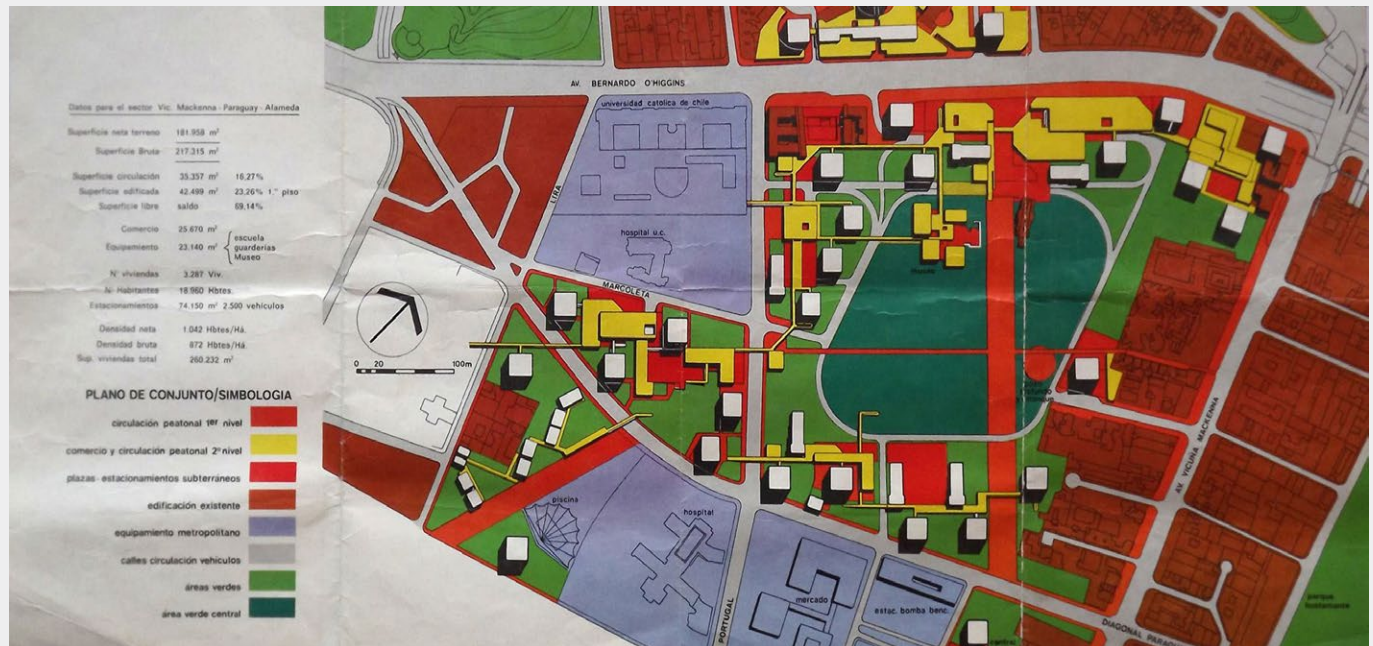 Datos para el sector Vic. Mackenna - Paraguay - Alameda
Superficie neta terreno 181.958 m²
Superficie Bruta 217.315 m²
Superficie circulación 35.357 m² 16,27%
Superficie edificada 42.499 m² 23,26% 1.er piso
Superficie libre saldo 69,14%
Comercio 25.670 m²
Equipamiento 23.140 m² { escuela guarderias Museo
N° viviendas 3.287 Viv.
N° Habitantes 18.960 Hbtes.
Estacionamientos 74.150 m² 2.500 vehículos
Densidad neta 1.042 Hbtes/Há
Densidad bruta 872 Hbtes/Há
Sup. viviendas total 260.232 m²
PLANO DE CONJUNTO/SIMBOLOGIA
circulación peatonal 1er nivel
comercio y circulación peatonal 2º nivel
plazas - estacionamientos subterráneos
edificación existente
equipamiento metropolitano
calles circulación vehículos
áreas verdes
área verde central
0 20 100m
AV. BERNARDO O'HIGGINS
universidad catolica de chile
LIRA
hospital u.c.
MARCOLETA
museo
AV. VICUÑA MACKENNA
piscina
hospital
PORTUGAL
mercado
estac. bomba benc.
DIAGONAL
parque bustamante